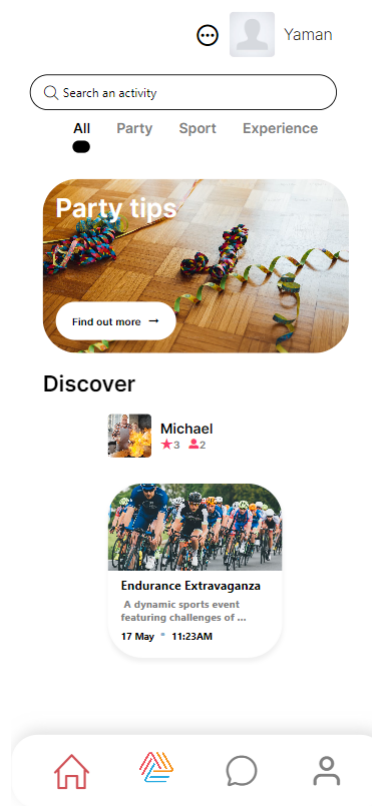 Yaman
Search an activity
All Party Sport Experience
Party tips
Find out more →
Discover
Michael
3 2
Endurance Extravaganza
A dynamic sports event
featuring challenges of ...
17 May * 11:23AM